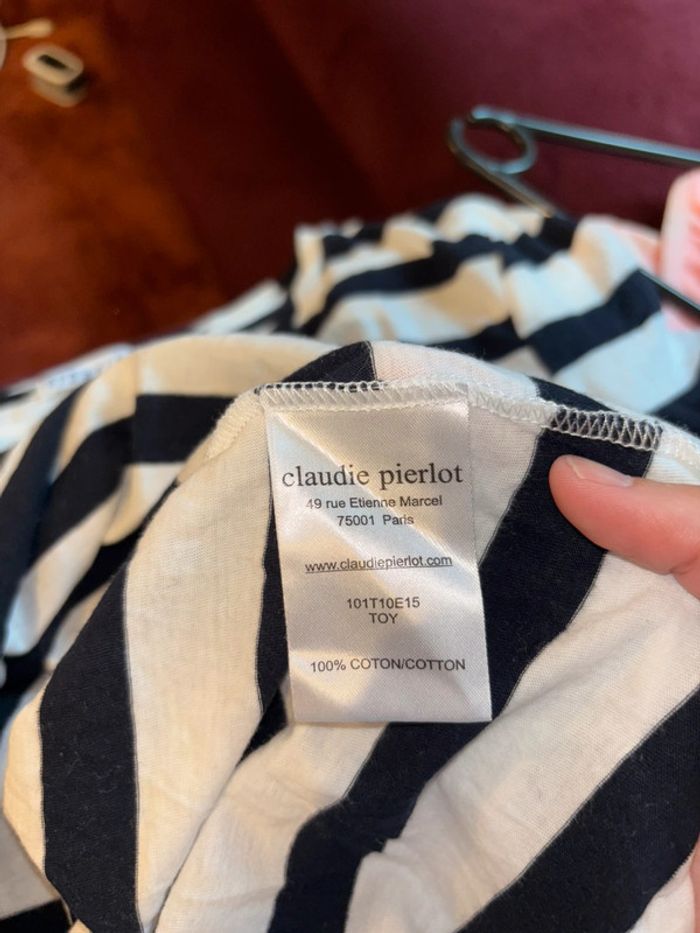 claudie pierlot
49 rue Etienne Marcel
75001 Paris
www.claudiepierlot.com
101T10E15
TOY
100% COTON/COTTON